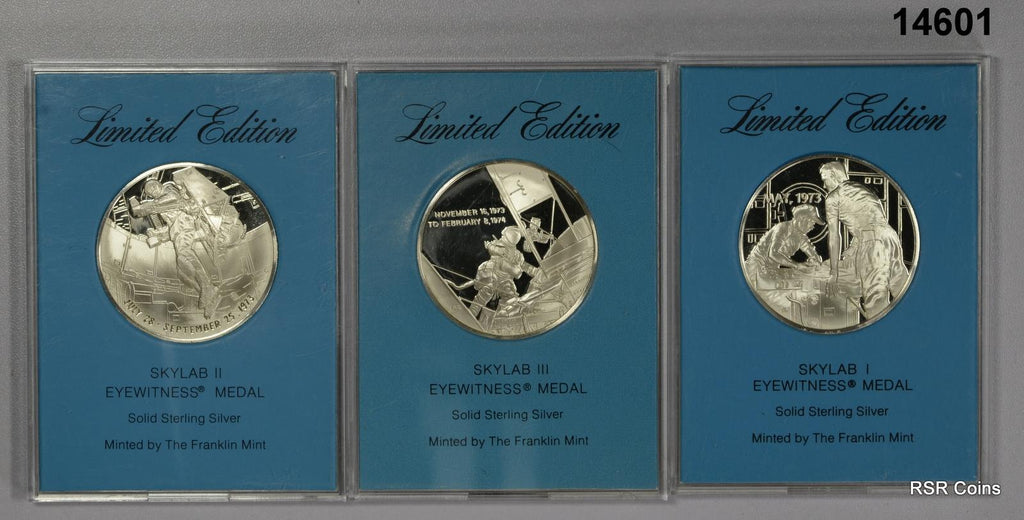 14601
Limited Edition
JULY 28 - SEPTEMBER 25 1973
SKYLAB II
EYEWITNESS® MEDAL
Solid Sterling Silver
Minted by The Franklin Mint
Limited Edition
NOVEMBER 16, 1973
TO FEBRUARY 8, 1974
SKYLAB III
EYEWITNESS® MEDAL
Solid Sterling Silver
Minted by The Franklin Mint
Limited Edition
MAY, 1973
SKYLAB I
EYEWITNESS® MEDAL
Solid Sterling Silver
Minted by The Franklin Mint
RSR Coins